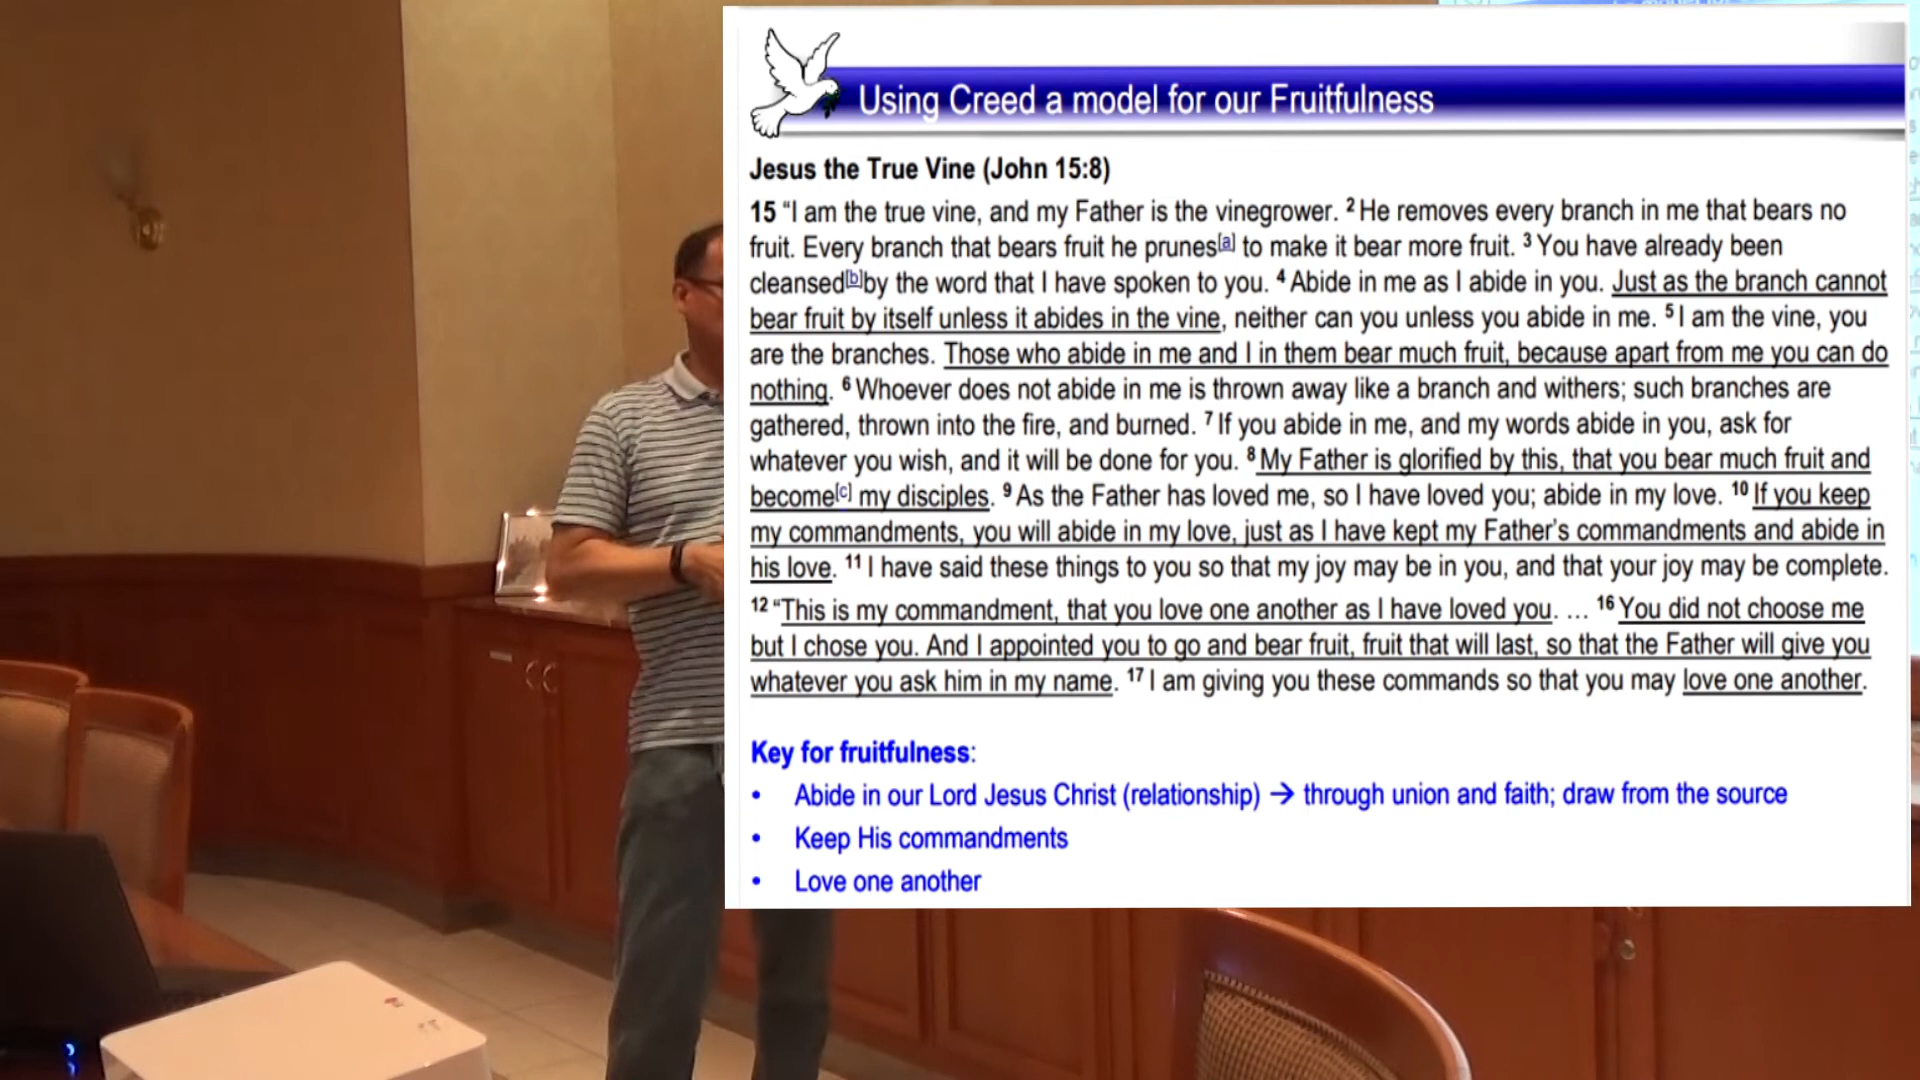 Using Creed a model for our Fruitfulness
Jesus the True Vine (John 15:8)
15 “I am the true vine, and my Father is the vinegrower. 2 He removes every branch in me that bears no
fruit. Every branch that bears fruit he prunes[a] to make it bear more fruit. 3 You have already been
cleansed[b]by the word that I have spoken to you. 4 Abide in me as I abide in you. Just as the branch cannot
bear fruit by itself unless it abides in the vine, neither can you unless you abide in me. 5 I am the vine, you
are the branches. Those who abide in me and I in them bear much fruit, because apart from me you can do
nothing. 6 Whoever does not abide in me is thrown away like a branch and withers; such branches are
gathered, thrown into the fire, and burned. 7 If you abide in me, and my words abide in you, ask for
whatever you wish, and it will be done for you. 8 My Father is glorified by this, that you bear much fruit and
become[c] my disciples. 9 As the Father has loved me, so I have loved you; abide in my love. 10 If you keep
my commandments, you will abide in my love, just as I have kept my Father’s commandments and abide in
his love. 11 I have said these things to you so that my joy may be in you, and that your joy may be complete.
12 “This is my commandment, that you love one another as I have loved you. … 16 You did not choose me
but I chose you. And I appointed you to go and bear fruit, fruit that will last, so that the Father will give you
whatever you ask him in my name. 17 I am giving you these commands so that you may love one another.
Key for fruitfulness:
• Abide in our Lord Jesus Christ (relationship) → through union and faith; draw from the source
• Keep His commandments
• Love one another